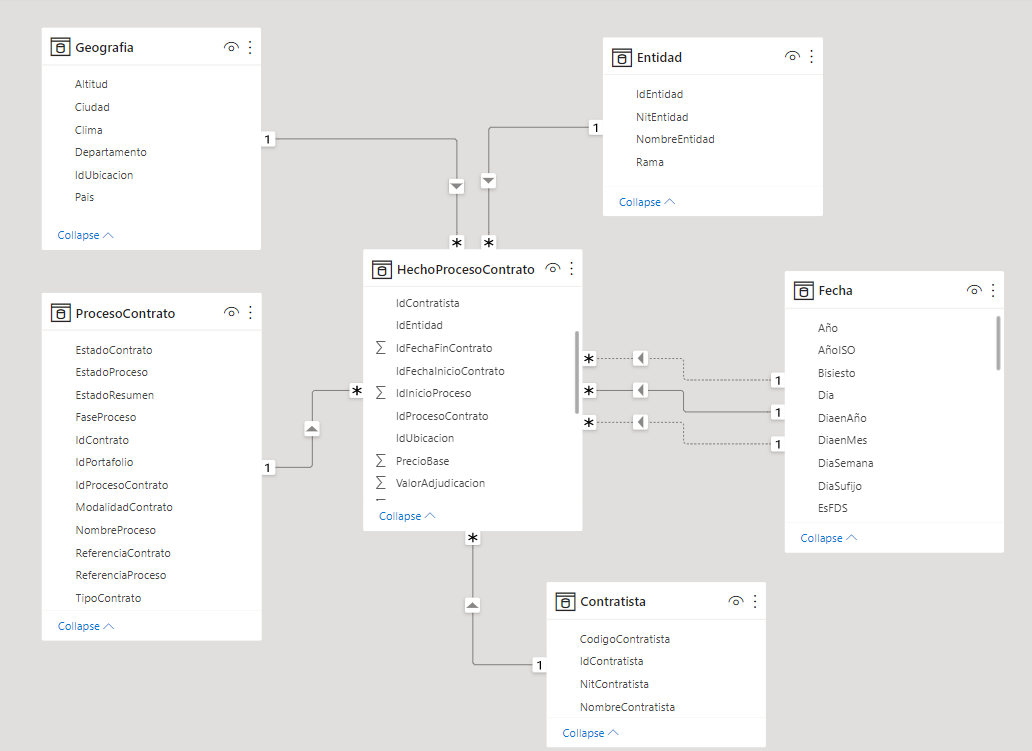 Geografia
Altitud
Ciudad
Clima
Departamento
IdUbicacion
Pais
Collapse
1
Entidad
IdEntidad
NitEntidad
NombreEntidad
Rama
Collapse
1
*
*
HechoProcesoContrato
IdContratista
IdEntidad
Σ IdFechaFinContrato
IdFechaInicioContrato
Σ IdInicioProceso
IdProcesoContrato
IdUbicacion
Σ PrecioBase
Σ ValorAdjudicacion
Collapse
ProcesoContrato
EstadoContrato
EstadoProceso
EstadoResumen
FaseProceso
IdContrato
IdPortafolio
IdProcesoContrato
ModalidadContrato
NombreProceso
ReferenciaContrato
ReferenciaProceso
TipoContrato
Collapse
1
*
Fecha
Año
AñoISO
Bisiesto
Dia
DiaenAño
DiaenMes
DiaSemana
DiaSufijo
EsFDS
Collapse
* 1
* 1
* 1
*
1
Contratista
CodigoContratista
IdContratista
NitContratista
NombreContratista
Collapse